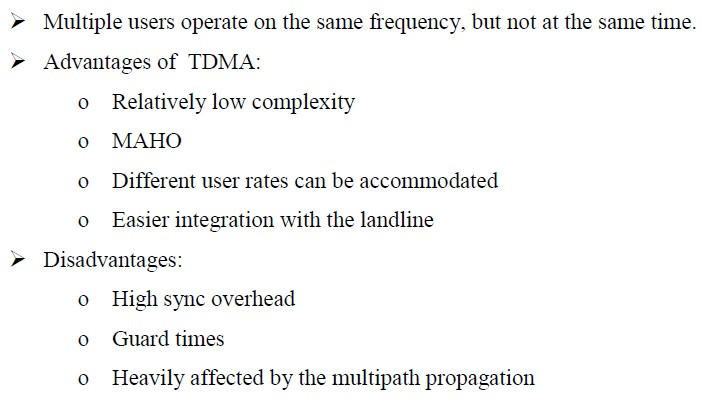 ➢ Multiple users operate on the same frequency, but not at the same time.
➢ Advantages of TDMA:
o Relatively low complexity
o MAHO
o Different user rates can be accommodated
o Easier integration with the landline
➢ Disadvantages:
o High sync overhead
o Guard times
o Heavily affected by the multipath propagation